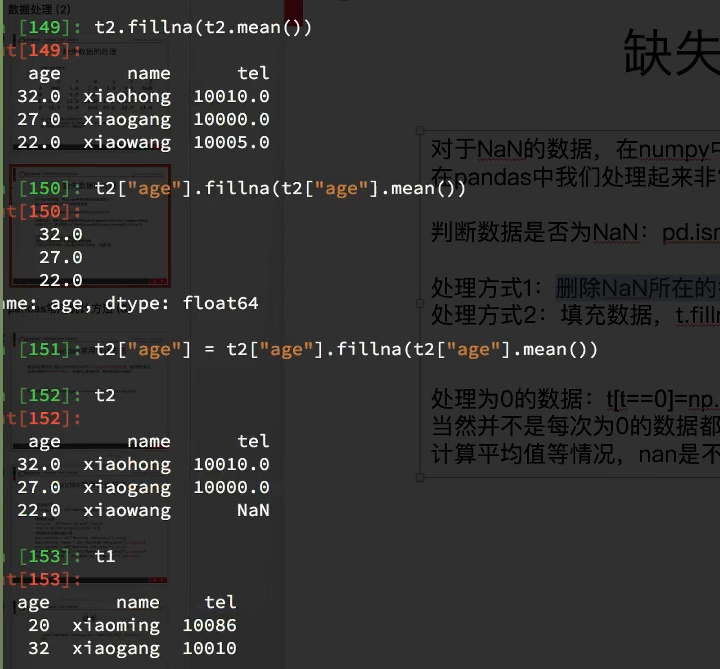 数据处理 (2)
[149]: t2.fillna(t2.mean())
t[149]:
age name tel
32.0 xiaohong 10010.0
27.0 xiaogang 10000.0
22.0 xiaowang 10005.0
[150]: t2["age"].fillna(t2["age"].mean())
t[150]:
32.0
27.0
22.0
ame: age, dtype: float64
[151]: t2["age"] = t2["age"].fillna(t2["age"].mean())
[152]: t2
t[152]:
age name tel
32.0 xiaohong 10010.0
27.0 xiaogang 10000.0
22.0 xiaowang NaN
[153]: t1
t[153]:
age name tel
20 xiaoming 10086
32 xiaogang 10010
缺失
对于NaN的数据，在numpy中
在pandas中我们处理起来非
判断数据是否为NaN：pd.isn
处理方式1：删除NaN所在的
处理方式2：填充数据，t.filln
处理为0的数据：t[t==0]=np.
当然并不是每次为0的数据都
计算平均值等情况，nan是不